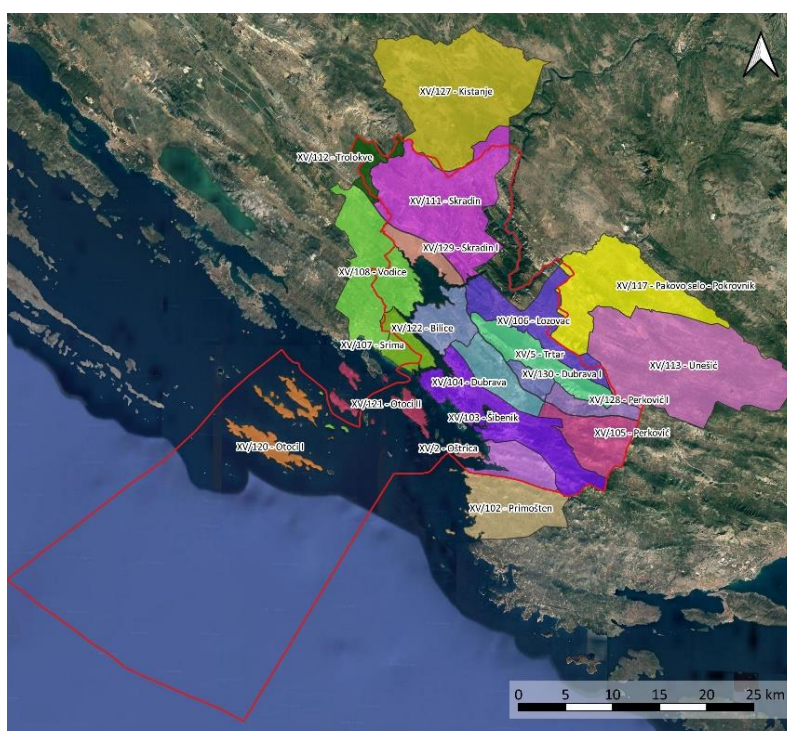 XV/127 - Kistanje
XV/112 - Trolokve
XV/111 - Skradin
XV/129 - Skradin I
XV/108 - Vodice
XV/117 - Pakovo selo - Pokrovnik
XV/106 - Lozovac
XV/122 - Bilice
XV/107 - Srima
XV/5 - Trtar
XV/113 - Unešić
XV/130 - Dubrava I
XV/104 - Dubrava
XV/128 - Perković I
XV/121 - Otoci II
XV/103 - Šibenik
XV/105 - Perković
XV/120 - Otoci I
XV/2 - Oštrica
XV/102 - Primošten
0 5 10 15 20 25 km